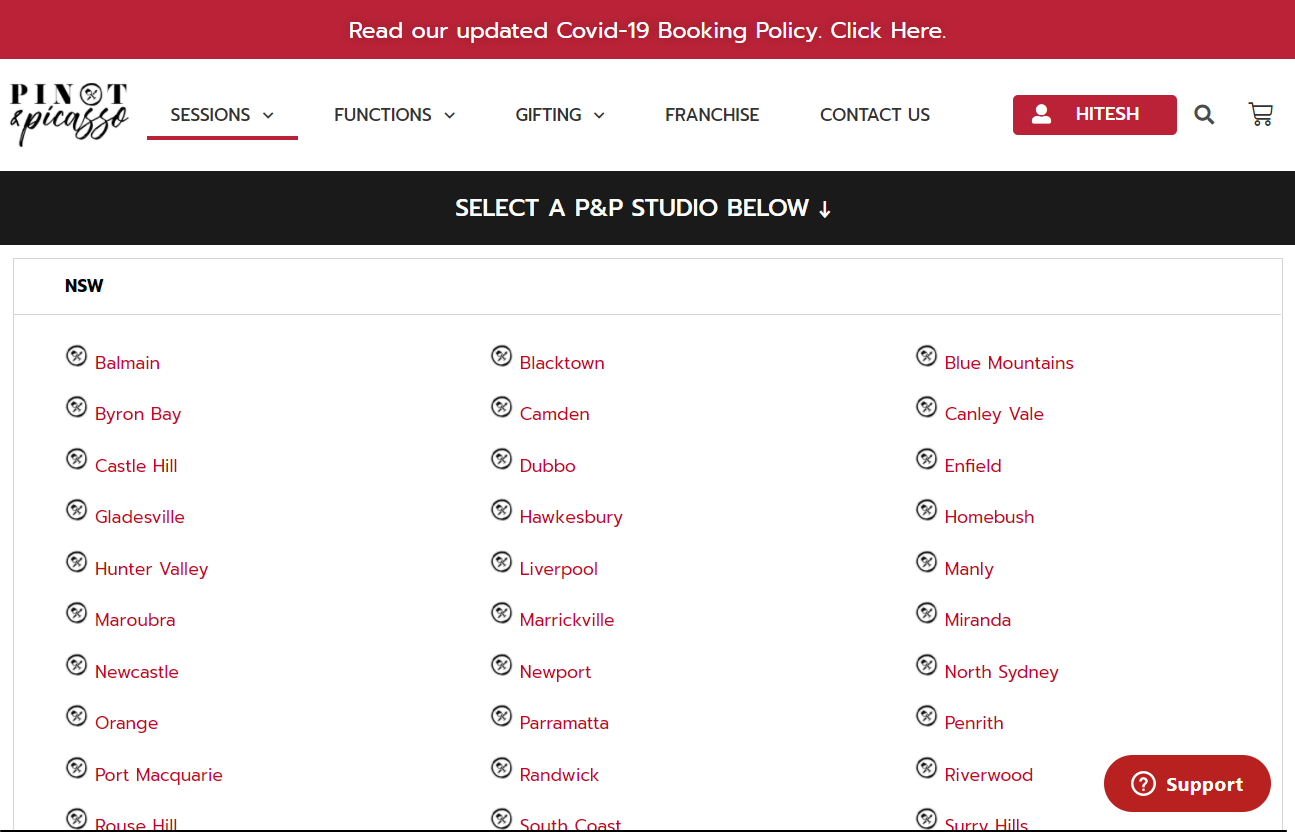 Read our updated Covid-19 Booking Policy. Click Here.
PINOT
& picasso
SESSIONS FUNCTIONS GIFTING FRANCHISE CONTACT US HITESH
SELECT A P&P STUDIO BELOW ↓
NSW
Balmain Blacktown Blue Mountains
Byron Bay Camden Canley Vale
Castle Hill Dubbo Enfield
Gladesville Hawkesbury Homebush
Hunter Valley Liverpool Manly
Maroubra Marrickville Miranda
Newcastle Newport North Sydney
Orange Parramatta Penrith
Port Macquarie Randwick Riverwood
Support
Rouse Hill South Coast Surry Hills